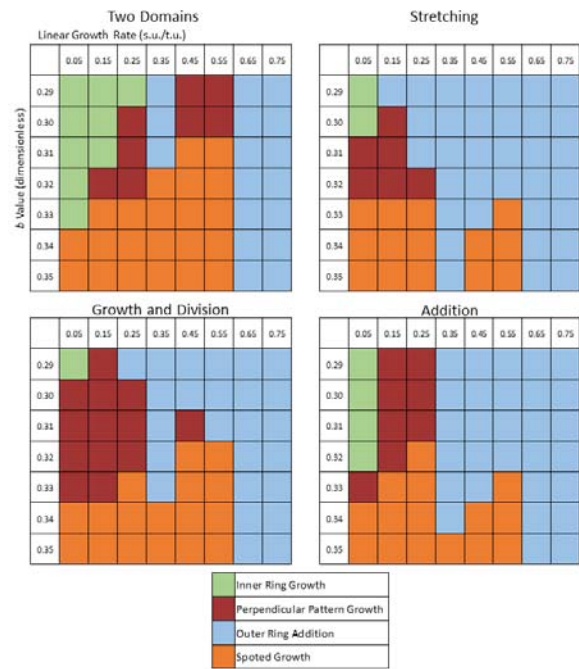 Two Domains
Stretching
Linear Growth Rate (s.u./t.u.)
0.05 0.15 0.25 0.35 0.45 0.55 0.65 0.75
0.05 0.15 0.25 0.35 0.45 0.55 0.65 0.75
b Value (dimensionless)
0.29 0.29
0.30 0.30
0.31 0.31
0.32 0.32
0.33 0.33
0.34 0.34
0.35 0.35
Growth and Division
Addition
0.05 0.15 0.25 0.35 0.45 0.55 0.65 0.75
0.05 0.15 0.25 0.35 0.45 0.55 0.65 0.75
0.29 0.29
0.30 0.30
0.31 0.31
0.32 0.32
0.33 0.33
0.34 0.34
0.35 0.35
Inner Ring Growth
Perpendicular Pattern Growth
Outer Ring Addition
Spoted Growth